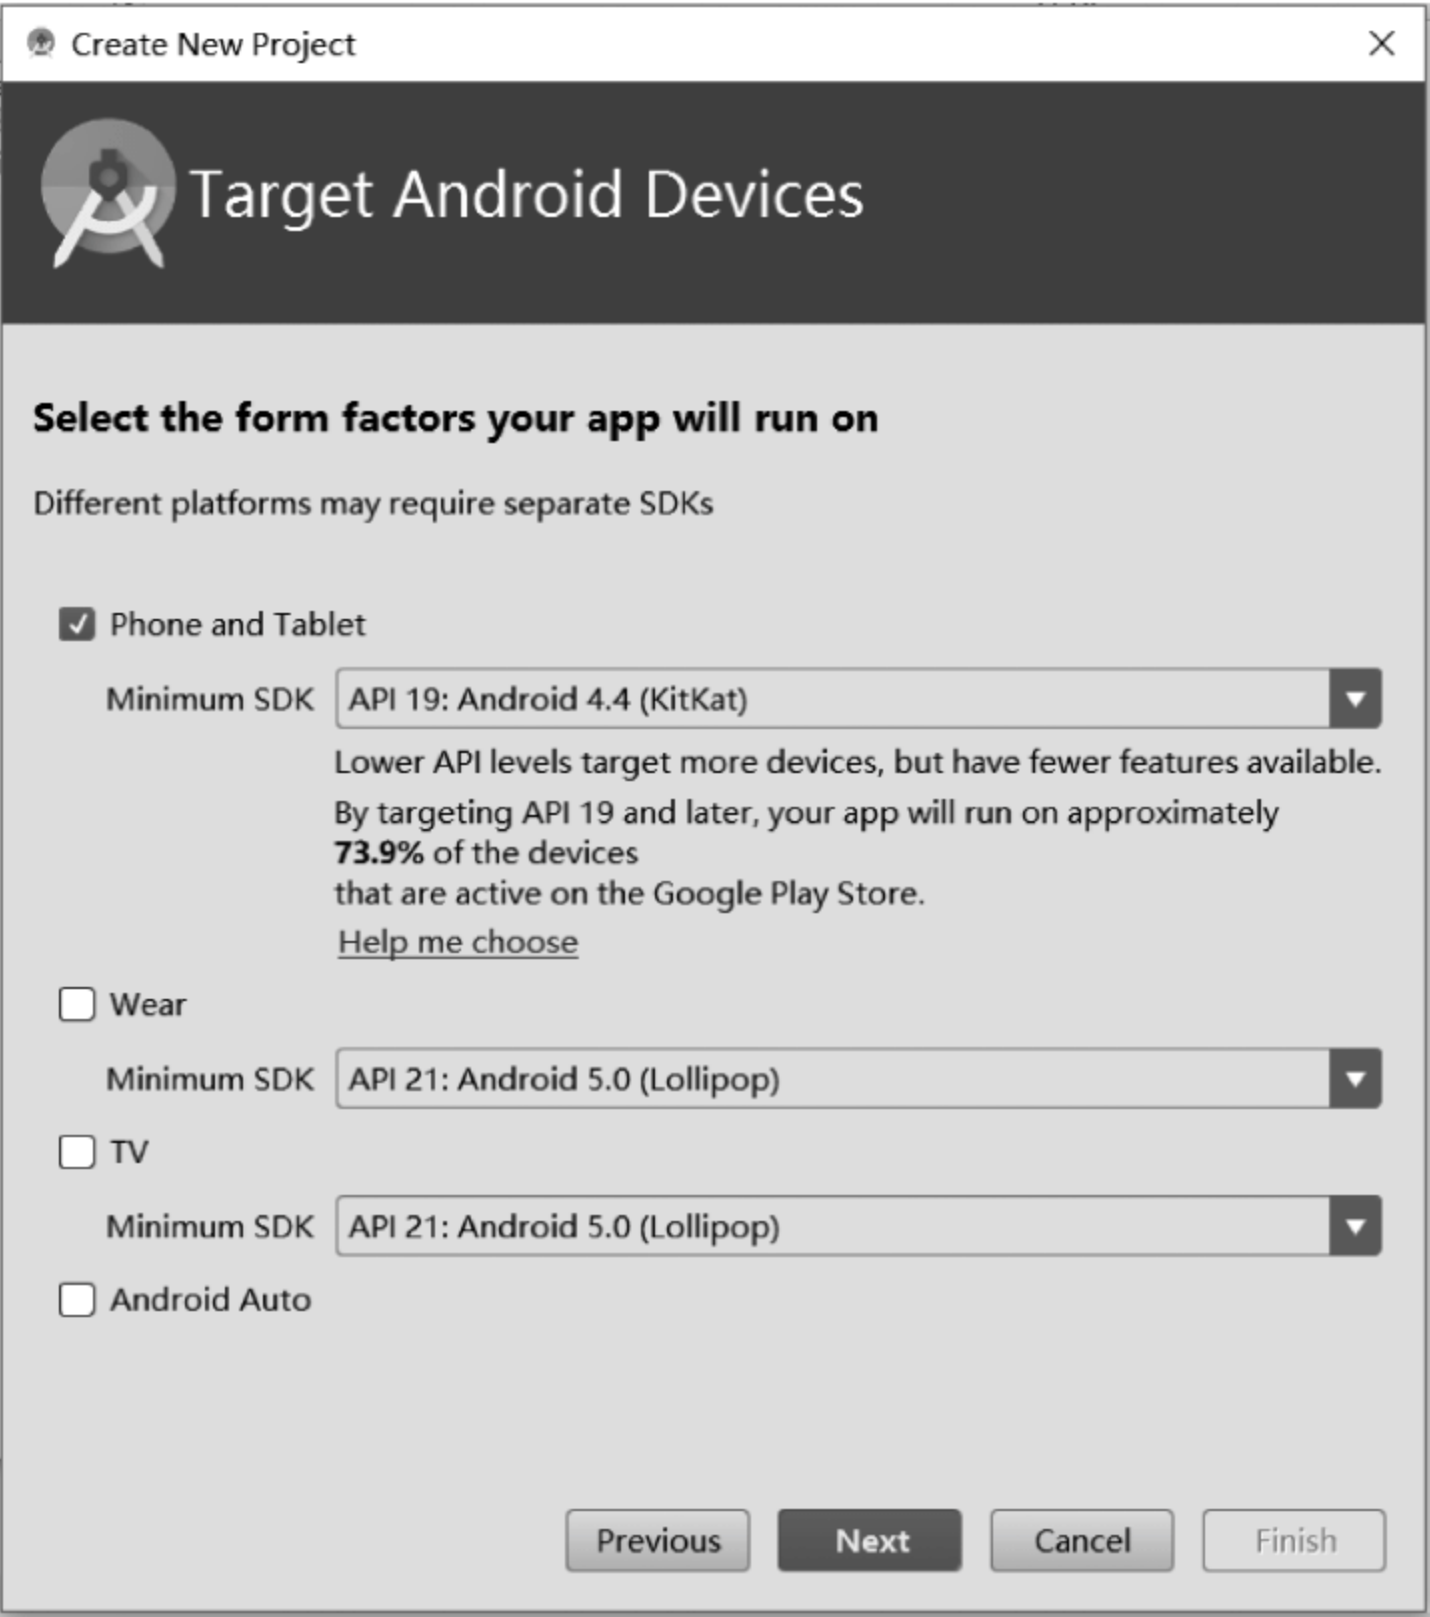 Create New Project
Target Android Devices
Select the form factors your app will run on
Different platforms may require separate SDKs
Phone and Tablet
Minimum SDK API 19: Android 4.4 (KitKat)
Lower API levels target more devices, but have fewer features available.
By targeting API 19 and later, your app will run on approximately
73.9% of the devices
that are active on the Google Play Store.
Help me choose
Wear
Minimum SDK API 21: Android 5.0 (Lollipop)
TV
Minimum SDK API 21: Android 5.0 (Lollipop)
Android Auto
Previous Next Cancel Finish